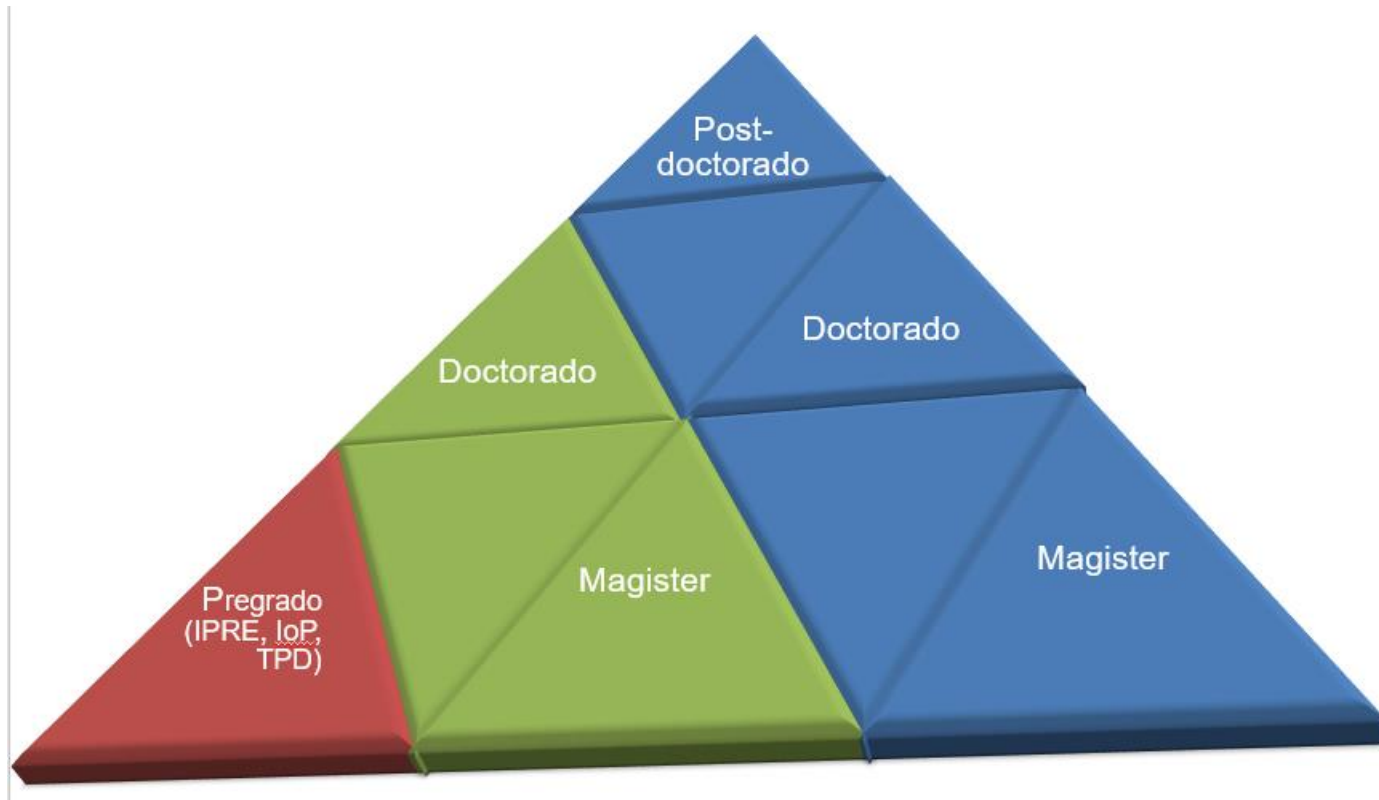 Post-
doctorado
Doctorado
Doctorado
Magister
Magister
Pregrado
(IPRE, IoP,
TPD)